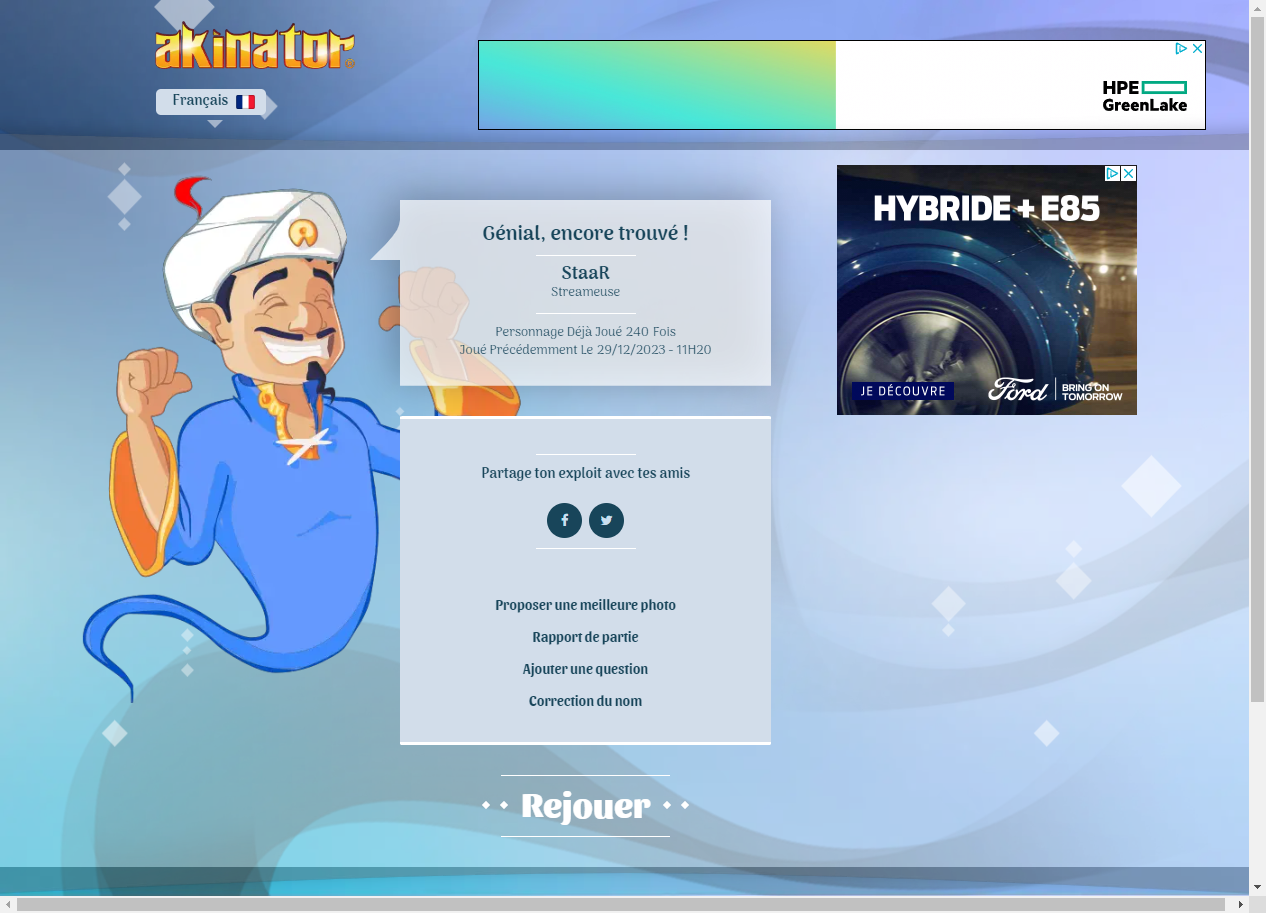 akinator
Français
HPE
GreenLake
Génial, encore trouvé !
StaaR
Streameuse
Personnage Déjà Joué 240 Fois
Joué Précédemment Le 29/12/2023 - 11H20
HYBRIDE + E85
JE DÉCOUVRE
Ford
BRING ON
TOMORROW
Partage ton exploit avec tes amis
Proposer une meilleure photo
Rapport de partie
Ajouter une question
Correction du nom
Rejouer